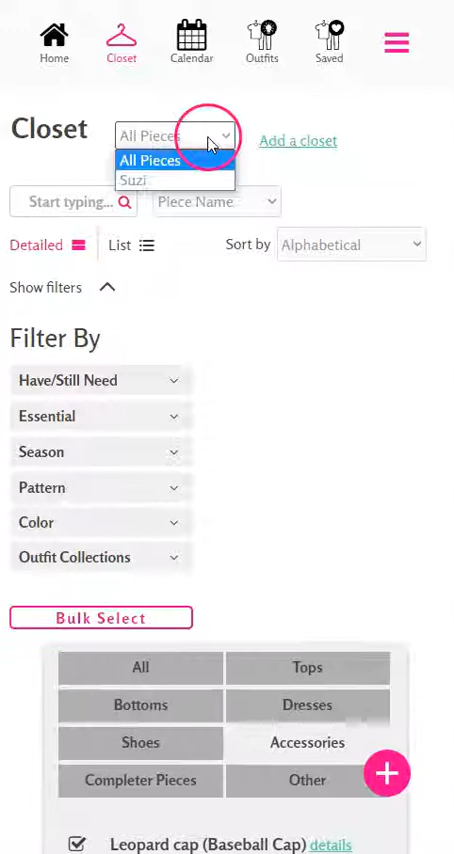 Home Closet Calendar Outfits Saved
Closet All Pieces Add a closet
All Pieces
Suzi
Start typing... Piece Name
Detailed List Sort by Alphabetical
Show filters
Filter By
Have/Still Need
Essential
Season
Pattern
Color
Outfit Collections
Bulk Select
All Tops
Bottoms Dresses
Shoes Accessories
Completer Pieces Other
Leopard cap (Baseball Cap) details